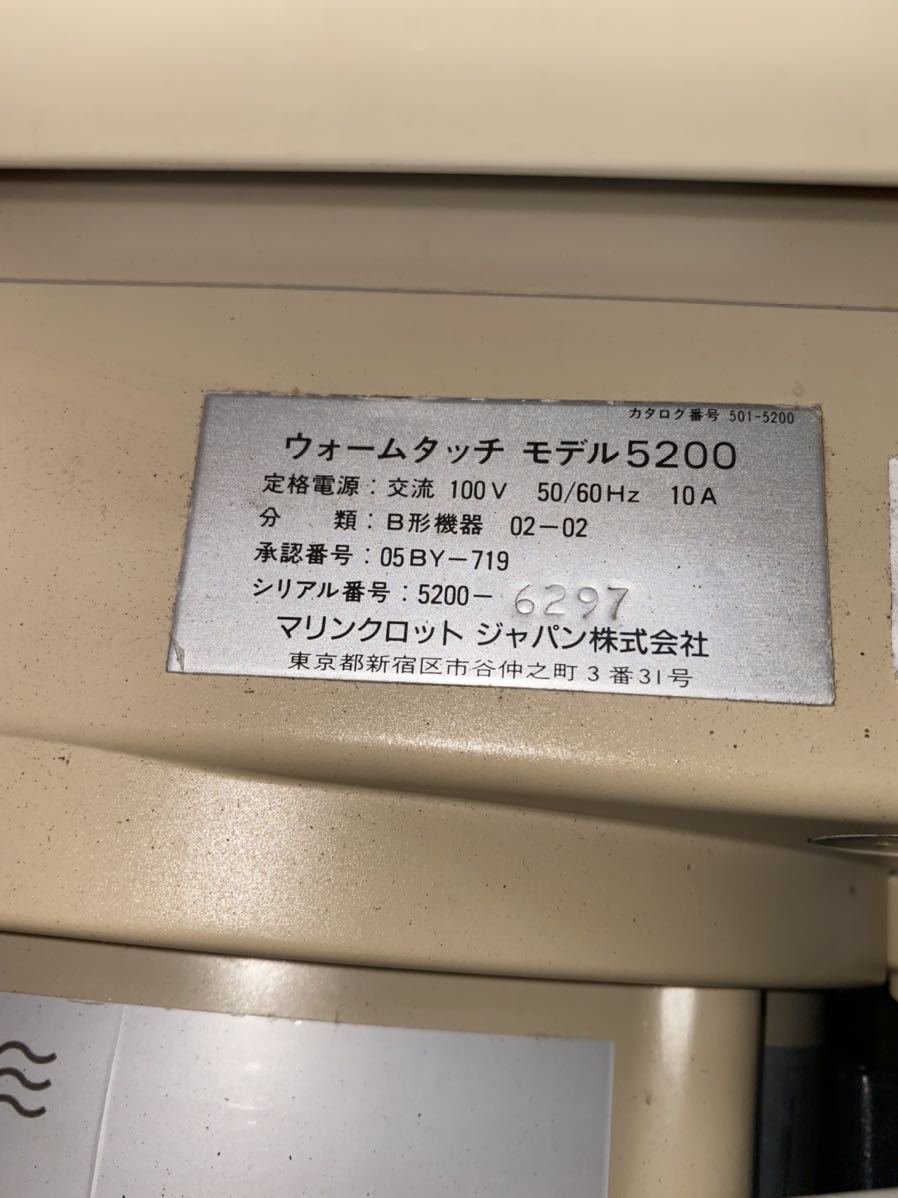 カタログ番号 501-5200
ウォームタッチ モデル5200
定格電源：交流 100V 50/60Hz 10A
分 類：B形機器 02-02
承認番号：05BY-719
シリアル番号：5200-6297
マリンクロット ジャパン株式会社
東京都新宿区市谷仲之町3番31号